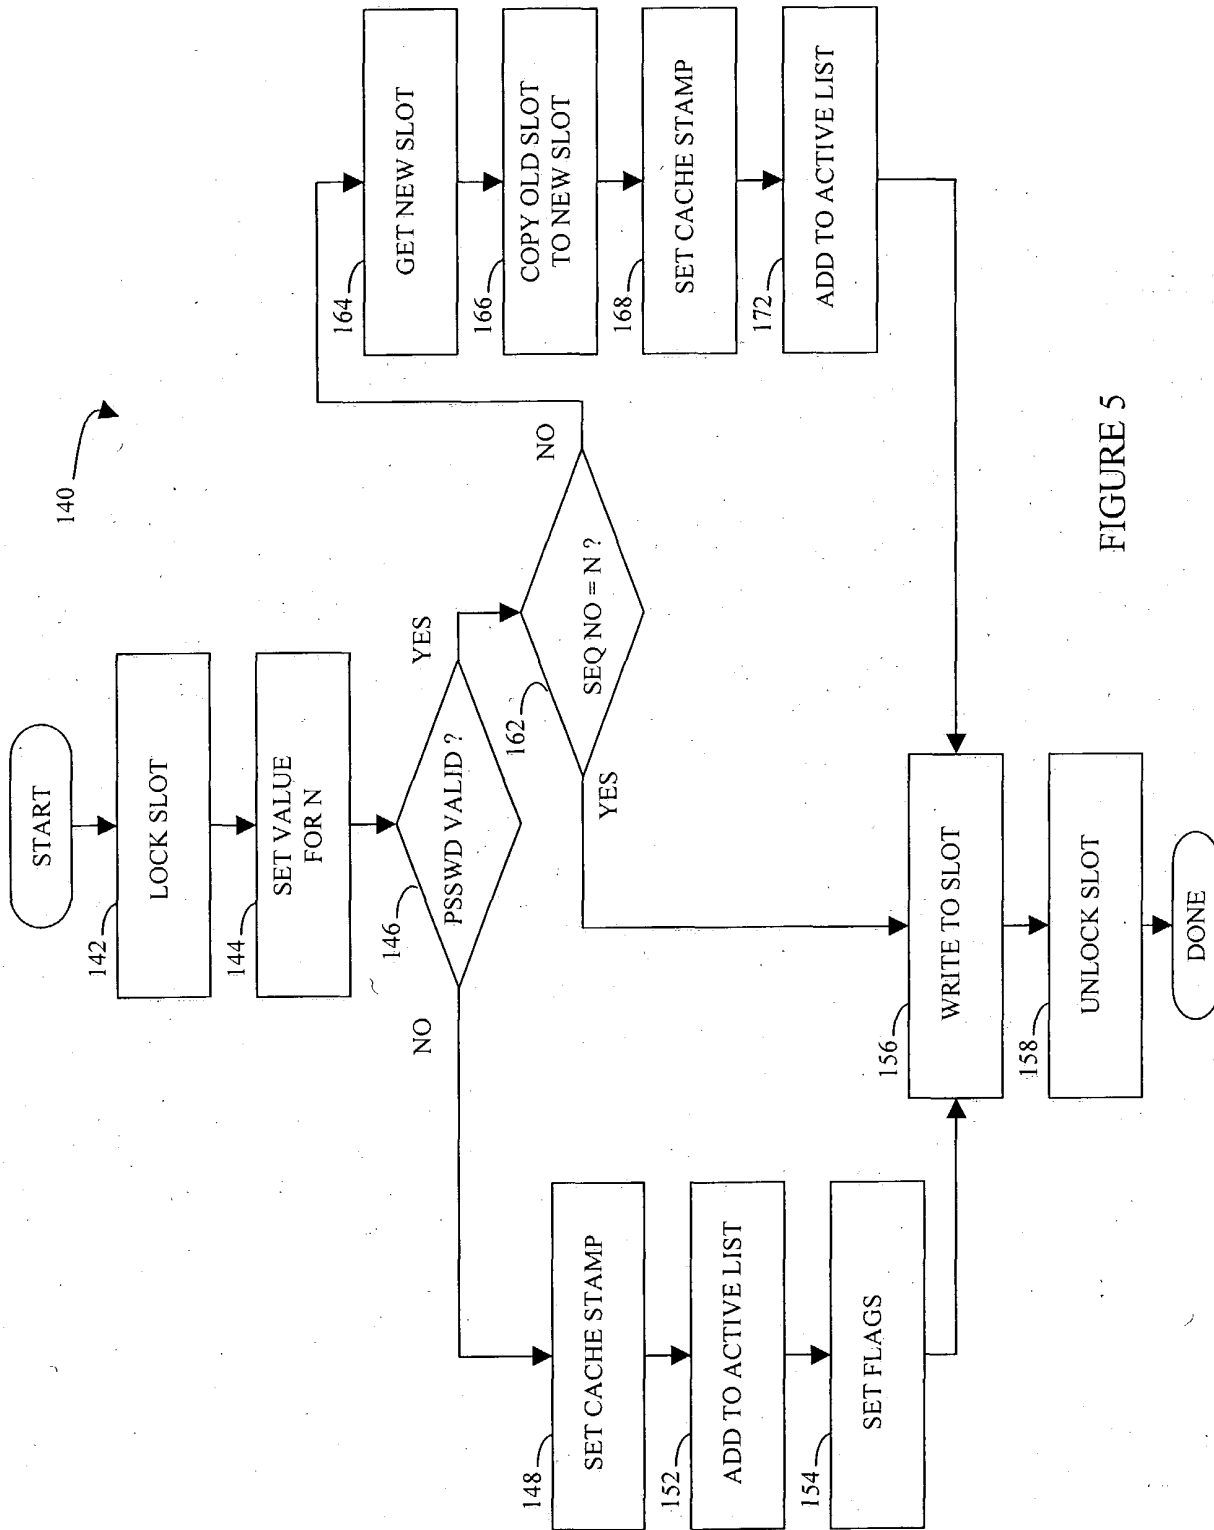 140
START
142
LOCK SLOT
144
SET VALUE
FOR N
146
PSSWD VALID ?
NO
YES
148
SET CACHE STAMP
152
ADD TO ACTIVE LIST
154
SET FLAGS
162
SEQ NO = N ?
YES
NO
164
GET NEW SLOT
166
COPY OLD SLOT
TO NEW SLOT
168
SET CACHE STAMP
172
ADD TO ACTIVE LIST
156
WRITE TO SLOT
158
UNLOCK SLOT
DONE
FIGURE 5